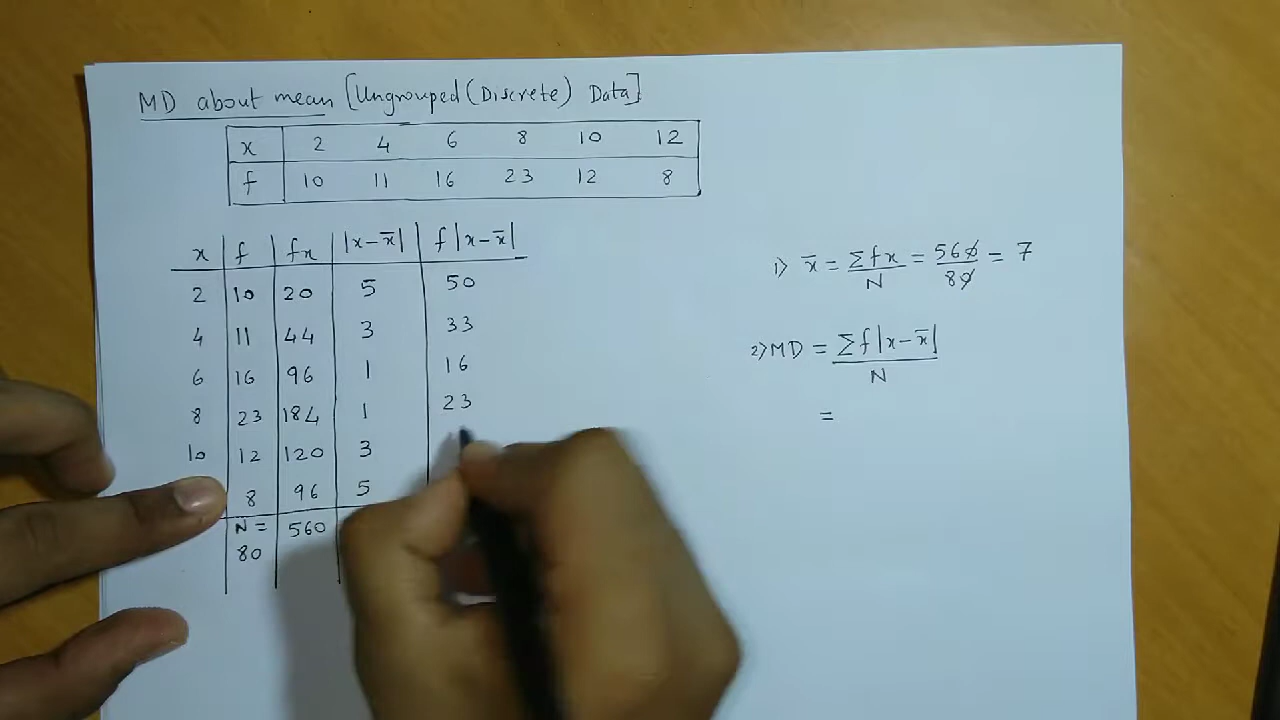 MD about mean [Ungrouped (Discrete) Data]
x 2 4 6 8 10 12
f 10 11 16 23 12 8
x f fx |x-x̄| f|x-x̄|
2 10 20 5 50
4 11 44 3 33
6 16 96 1 16
8 23 184 1 23
10 12 120 3
8 96 5
N = 560
80
1) x̄ = Σfx / N = 560 / 80 = 7
2) MD = Σf|x-x̄| / N
=